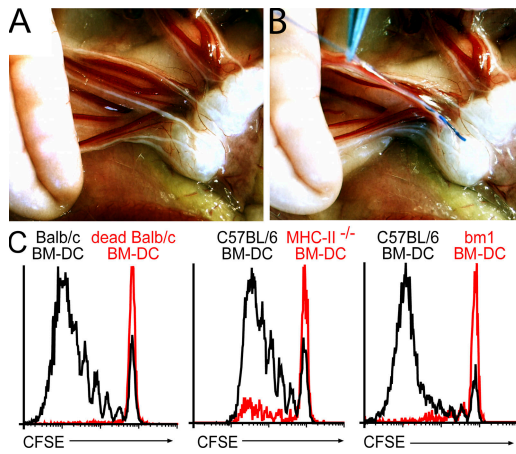 A
B
C
Balb/c dead Balb/c
BM-DC BM-DC
C57BL/6 MHC-II -/-
BM-DC BM-DC
C57BL/6 bm1
BM-DC BM-DC
CFSE
CFSE
CFSE